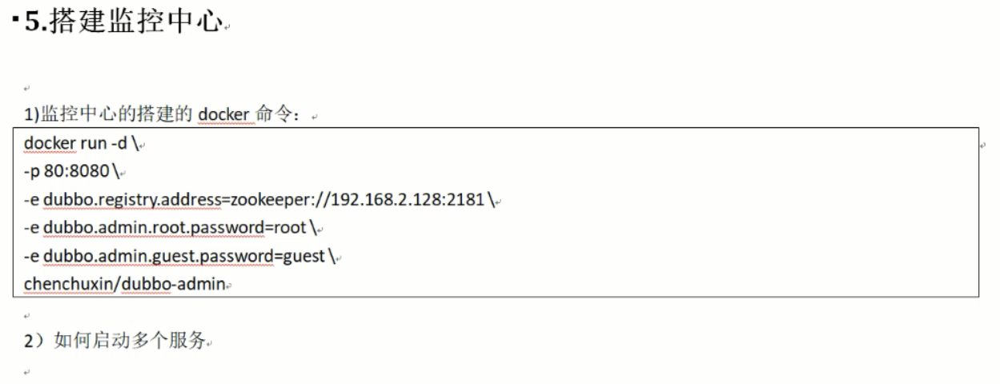 5.搭建监控中心
1)监控中心的搭建的 docker 命令：
docker run -d \
-p 80:8080 \
-e dubbo.registry.address=zookeeper://192.168.2.128:2181 \
-e dubbo.admin.root.password=root \
-e dubbo.admin.guest.password=guest \
chenchuxin/dubbo-admin
2）如何启动多个服务